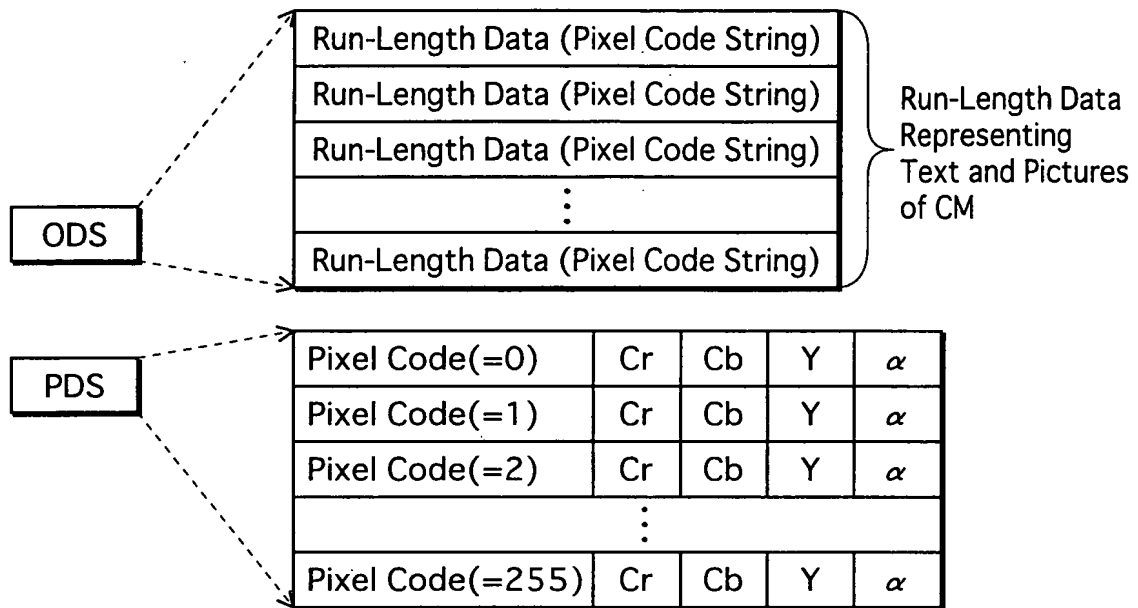 Run-Length Data (Pixel Code String)
Run-Length Data (Pixel Code String)
Run-Length Data (Pixel Code String)
⋮
Run-Length Data (Pixel Code String)
Run-Length Data
Representing
Text and Pictures
of CM
ODS
PDS
Pixel Code(=0) Cr Cb Y α
Pixel Code(=1) Cr Cb Y α
Pixel Code(=2) Cr Cb Y α
⋮
Pixel Code(=255) Cr Cb Y α